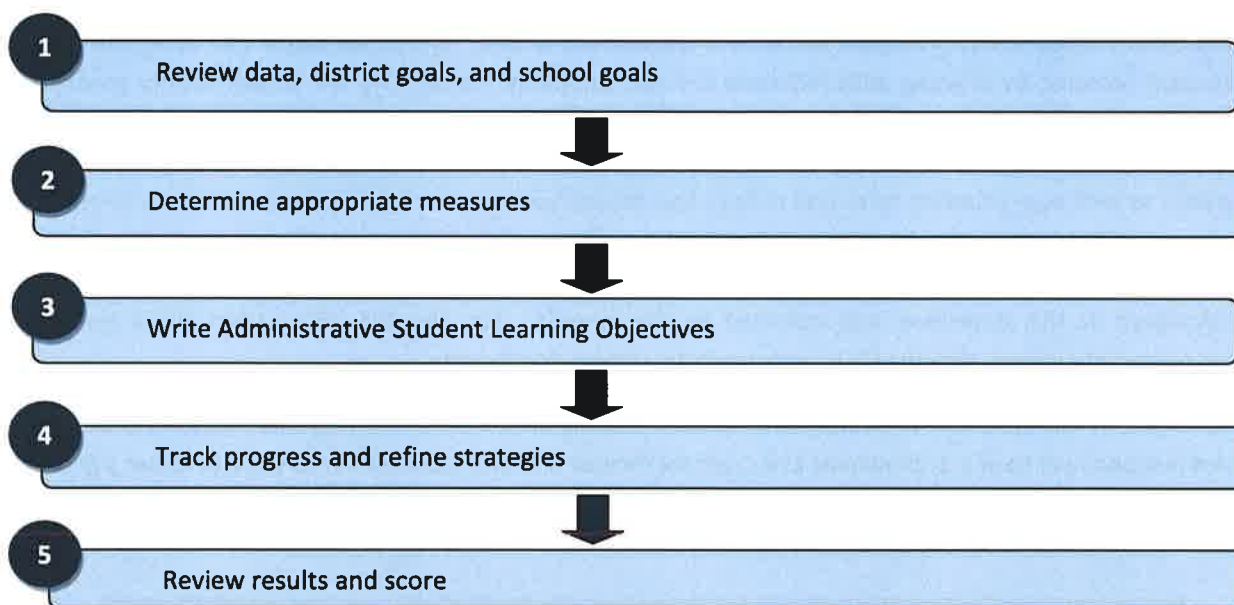 1
Review data, district goals, and school goals
2
Determine appropriate measures
3
Write Administrative Student Learning Objectives
4
Track progress and refine strategies
5
Review results and score